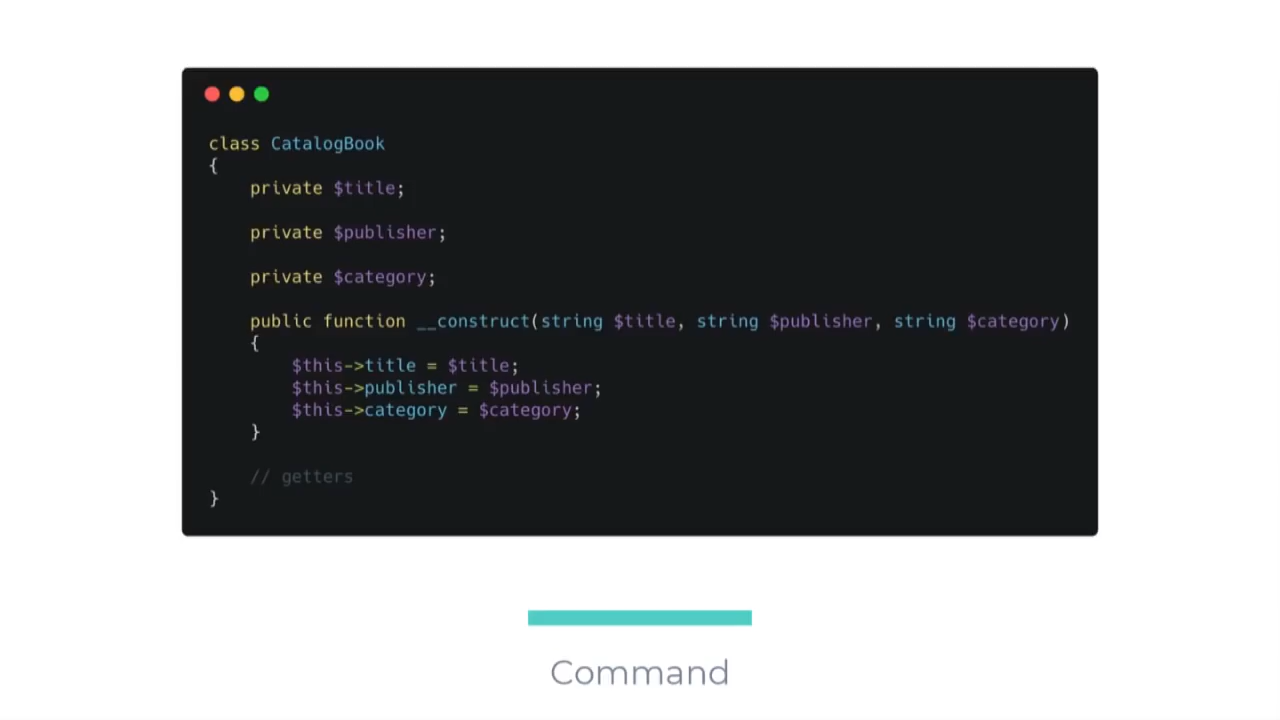 class CatalogBook
{
    private $title;
    private $publisher;
    private $category;
    public function __construct(string $title, string $publisher, string $category)
    {
        $this->title = $title;
        $this->publisher = $publisher;
        $this->category = $category;
    }
    // getters
}
Command